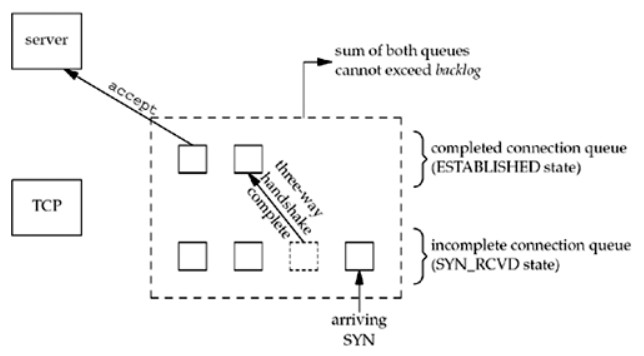 server
sum of both queues
cannot exceed backlog
accept
completed connection queue
(ESTABLISHED state)
three-way
handshake
complete
TCP
incomplete connection queue
(SYN_RCVD state)
arriving
SYN